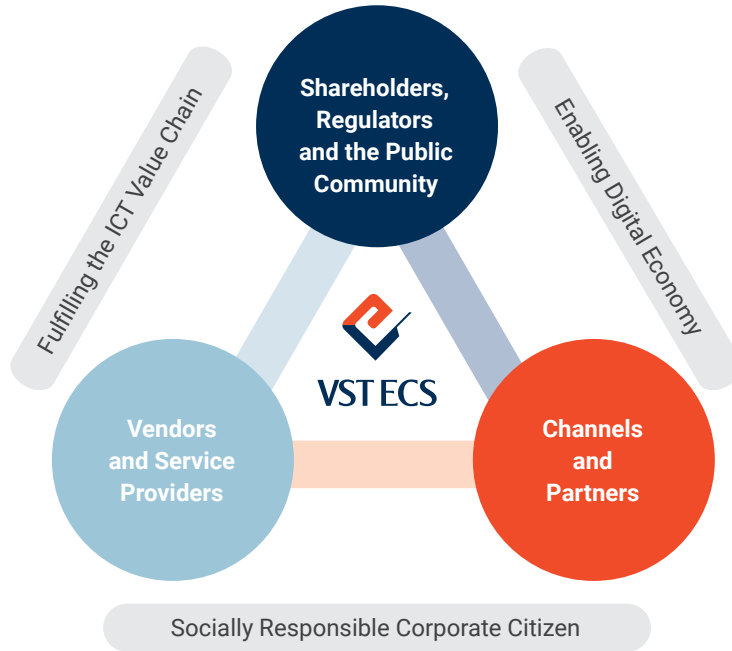 Shareholders,
Regulators
and the Public
Community
Fulfilling the ICT Value Chain
Enabling Digital Economy
VST ECS
Vendors
and Service
Providers
Channels
and
Partners
Socially Responsible Corporate Citizen